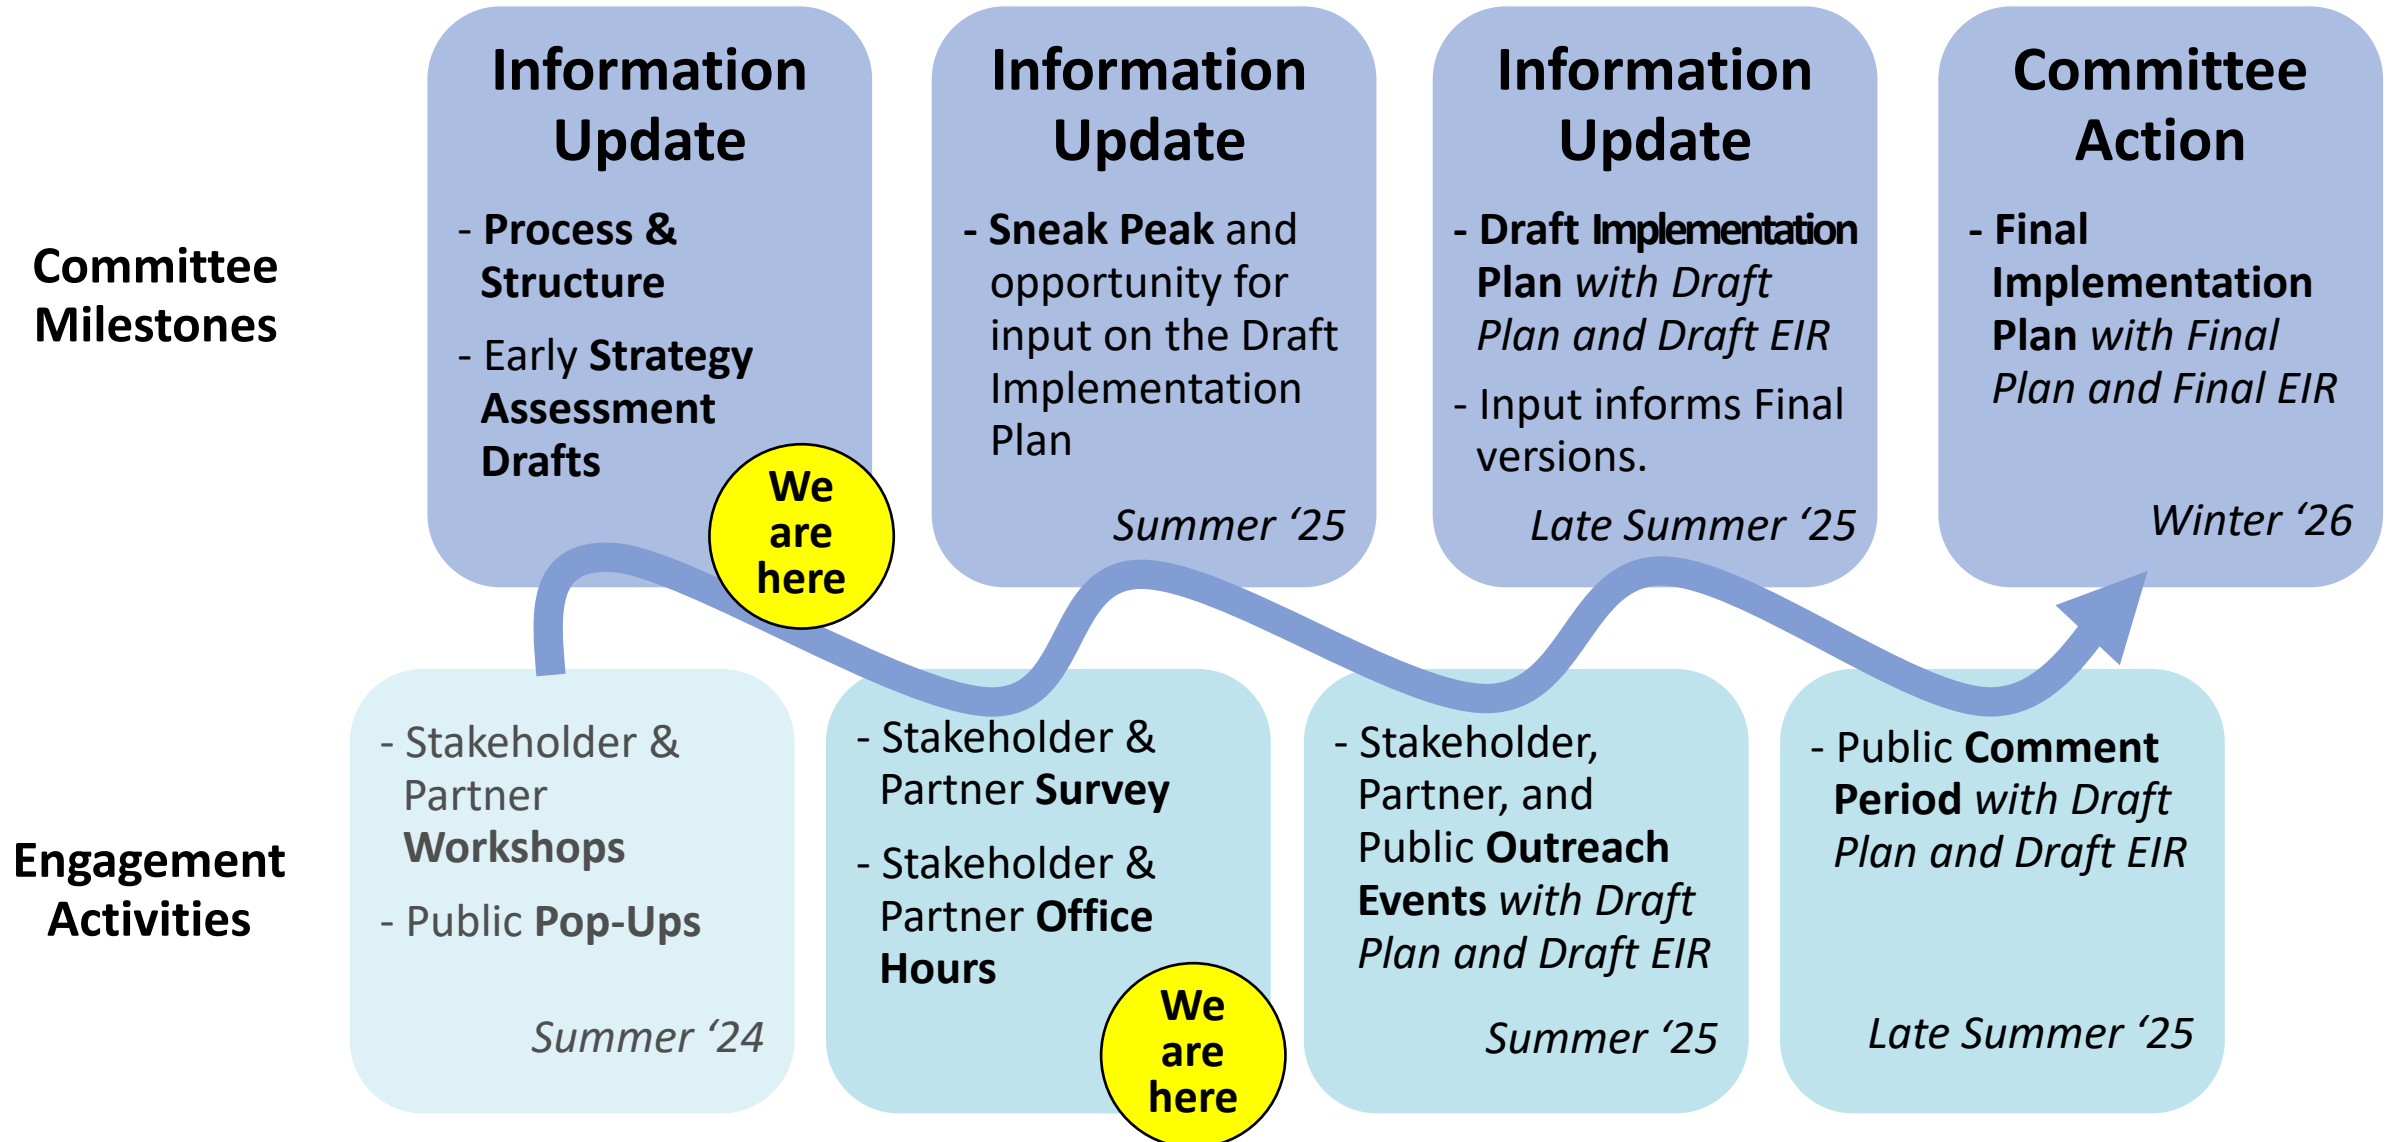 Committee
Milestones
Information
Update
- Process &
Structure
- Early Strategy
Assessment
Drafts
We
are
here
Information
Update
- Sneak Peak and
opportunity for
input on the Draft
Implementation
Plan
Summer ‘25
Information
Update
- Draft Implementation
Plan with Draft
Plan and Draft EIR
- Input informs Final
versions.
Late Summer ‘25
Committee
Action
- Final
Implementation
Plan with Final
Plan and Final EIR
Winter ‘26
Engagement
Activities
- Stakeholder &
Partner
Workshops
- Public Pop-Ups
Summer ‘24
- Stakeholder &
Partner Survey
- Stakeholder &
Partner Office
Hours
We
are
here
- Stakeholder,
Partner, and
Public Outreach
Events with Draft
Plan and Draft EIR
Summer ‘25
- Public Comment
Period with Draft
Plan and Draft EIR
Late Summer ‘25